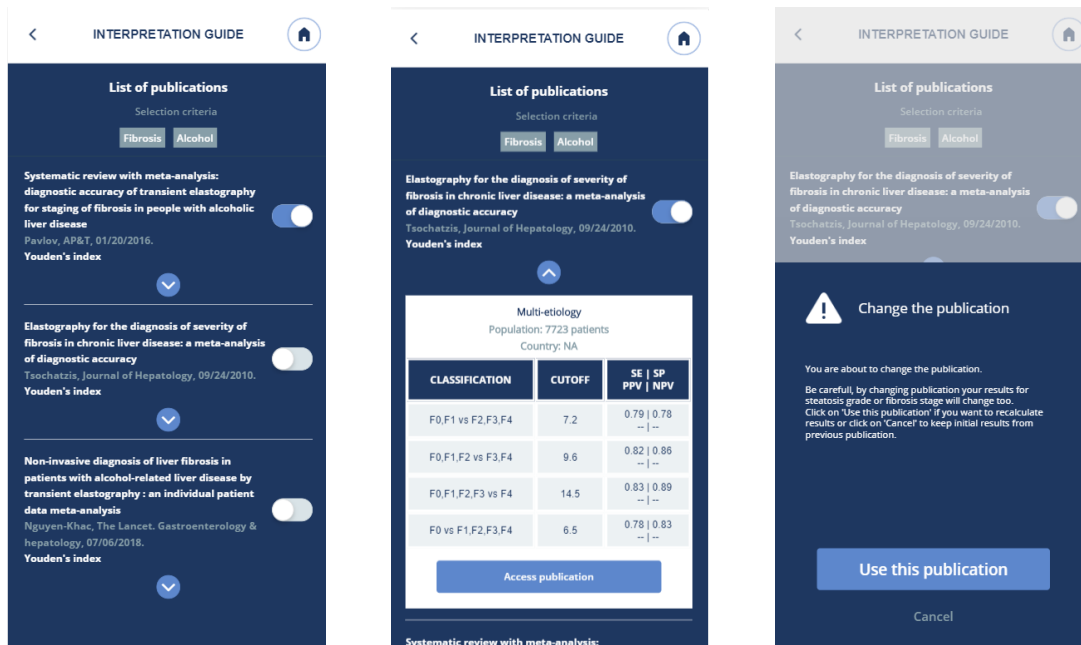 INTERPRETATION GUIDE
List of publications
Selection criteria
Fibrosis Alcohol
Systematic review with meta-analysis:
diagnostic accuracy of transient elastography
for staging of fibrosis in people with alcoholic
liver disease
Pavlov, AP&T, 01/20/2016.
Youden's index
Elastography for the diagnosis of severity of
fibrosis in chronic liver disease: a meta-analysis
of diagnostic accuracy
Tsochatzis, Journal of Hepatology, 09/24/2010.
Youden's index
Non-invasive diagnosis of liver fibrosis in
patients with alcohol-related liver disease by
transient elastography : an individual patient
data meta-analysis
Nguyen-Khac, The Lancet. Gastroenterology &
hepatology, 07/06/2018.
Youden's index
INTERPRETATION GUIDE
List of publications
Selection criteria
Fibrosis Alcohol
Elastography for the diagnosis of severity of
fibrosis in chronic liver disease: a meta-analysis
of diagnostic accuracy
Tsochatzis, Journal of Hepatology, 09/24/2010.
Youden's index
Multi-etiology
Population: 7723 patients
Country: NA
CLASSIFICATION CUTOFF SE | SP
PPV | NPV
F0,F1 vs F2,F3,F4 7.2 0.79 | 0.78
-- | --
F0,F1,F2 vs F3,F4 9.6 0.82 | 0.86
-- | --
F0,F1,F2,F3 vs F4 14.5 0.83 | 0.89
-- | --
F0 vs F1,F2,F3,F4 6.5 0.78 | 0.83
-- | --
Access publication
Systematic review with meta-analysis:
INTERPRETATION GUIDE
List of publications
Selection criteria
Fibrosis Alcohol
Elastography for the diagnosis of severity of
fibrosis in chronic liver disease: a meta-analysis
of diagnostic accuracy
Tsochatzis, Journal of Hepatology, 09/24/2010.
Youden's index
Change the publication
You are about to change the publication.
Be careful, by changing publication your results for
steatosis grade or fibrosis stage will change too.
Click on 'Use this publication' if you want to recalculate
results or click on 'Cancel' to keep initial results from
previous publication.
Use this publication
Cancel